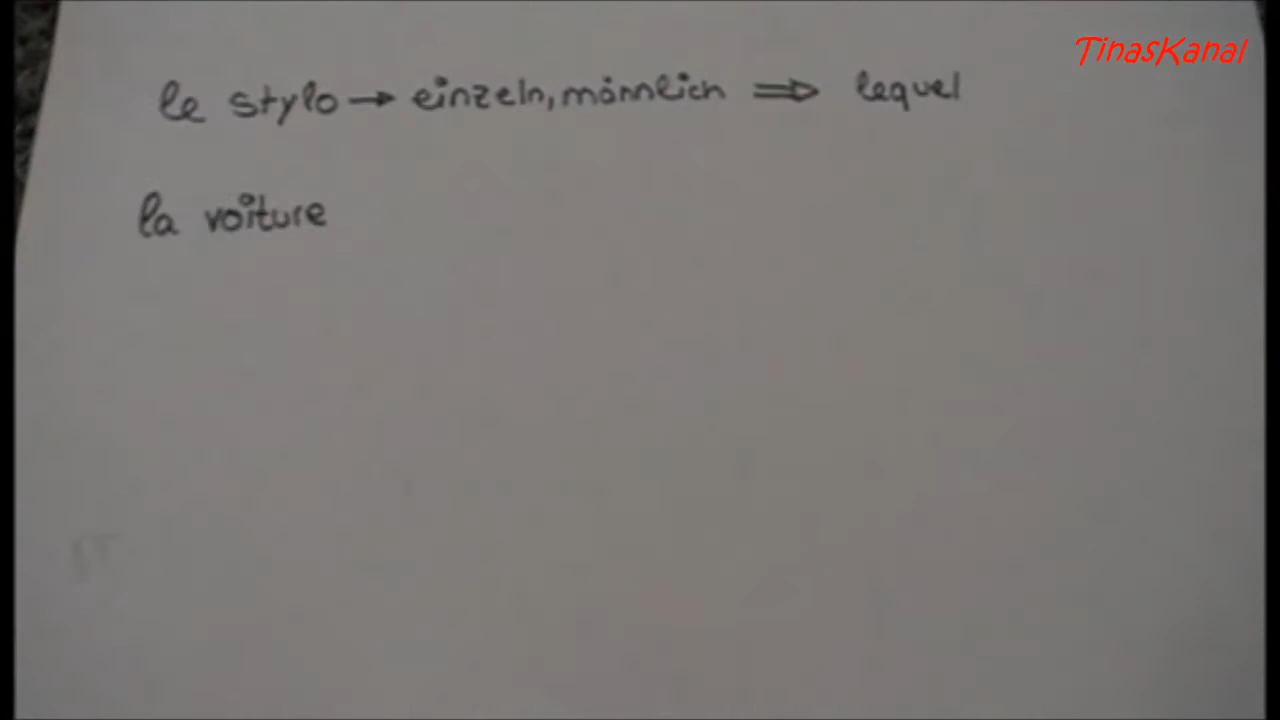 TinasKanal
le stylo → einzeln, männlich ⇒ lequel
la voiture